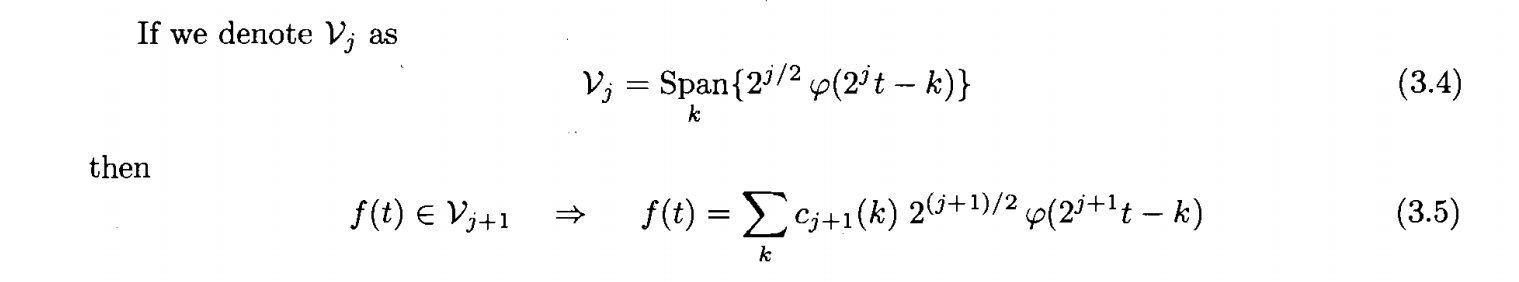 If we denote 𝒱_j as
𝒱_j = Span_k{2^{j/2} φ(2^j t − k)} (3.4)
then
f(t) ∈ 𝒱_{j+1} ⇒ f(t) = ∑_k c_{j+1}(k) 2^{(j+1)/2} φ(2^{j+1} t − k) (3.5)